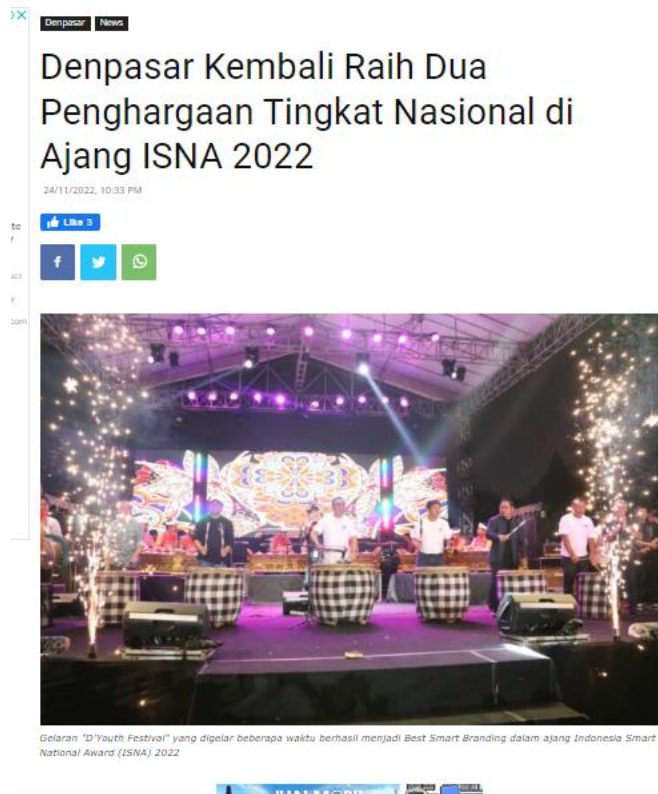 Denpasar News
Denpasar Kembali Raih Dua
Penghargaan Tingkat Nasional di
Ajang ISNA 2022
24/11/2022, 10:33 PM
Like 3
Gelaran "D'Youth Festival" yang digelar beberapa waktu berhasil menjadi Best Smart Branding dalam ajang Indonesia Smart
National Award (ISNA) 2022